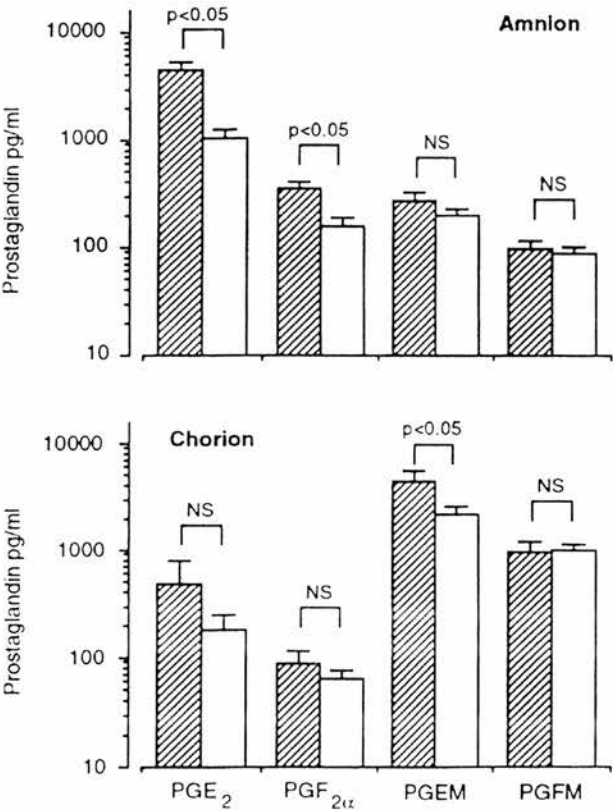 Prostaglandin pg/ml
10000
1000
100
10
Amnion
p<0.05
p<0.05
NS
NS
Prostaglandin pg/ml
10000
1000
100
10
Chorion
NS
NS
p<0.05
NS
PGE₂
PGF₂α
PGEM
PGFM